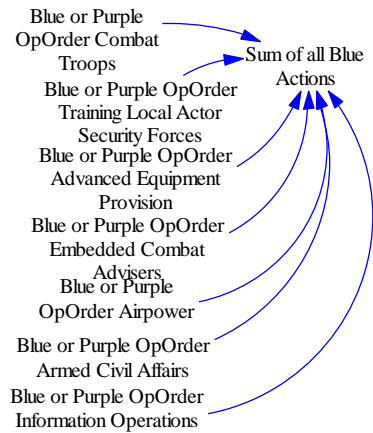 Blue or Purple
OpOrder Combat
Troops
Sum of all Blue
Actions
Blue or Purple OpOrder
Training Local Actor
Security Forces
Blue or Purple OpOrder
Advanced Equipment
Provision
Blue or Purple OpOrder
Embedded Combat
Advisers
Blue or Purple
OpOrder Airpower
Blue or Purple OpOrder
Armed Civil Affairs
Blue or Purple OpOrder
Information Operations